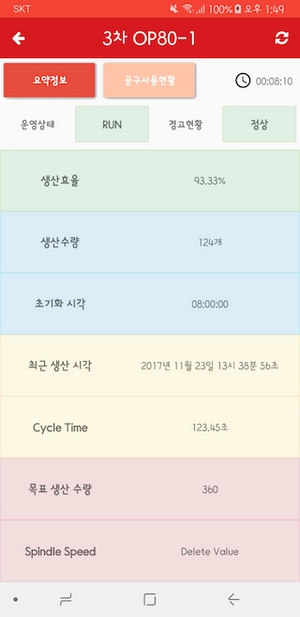 SKT 100% 오후 1:49
3차 OP80-1
요약정보 공구사용현황 00:08:10
운영상태 RUN 경고현황 정상
생산효율 93.33%
생산수량 124개
초기화 시각 08:00:00
최근 생산 시각 2017년 11월 23일 13시 38분 56초
Cycle Time 123.45초
목표 생산 수량 360
Spindle Speed Delete Value